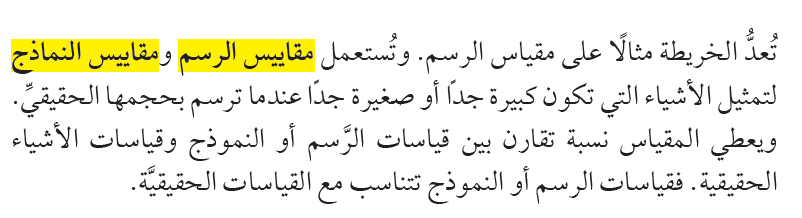 تُعدُّ الخريطة مثالًا على مقياس الرسم. وتُستعمل مقاييس الرسم ومقاييس النماذج
لتمثيل الأشياء التي تكون كبيرة جدًا أو صغيرة جدًا عندما ترسم بحجمها الحقيقيِّ.
ويعطي المقياس نسبة تقارن بين قياسات الرَّسم أو النموذج وقياسات الأشياء
الحقيقية. فقياسات الرسم أو النموذج تتناسب مع القياسات الحقيقيَّة.